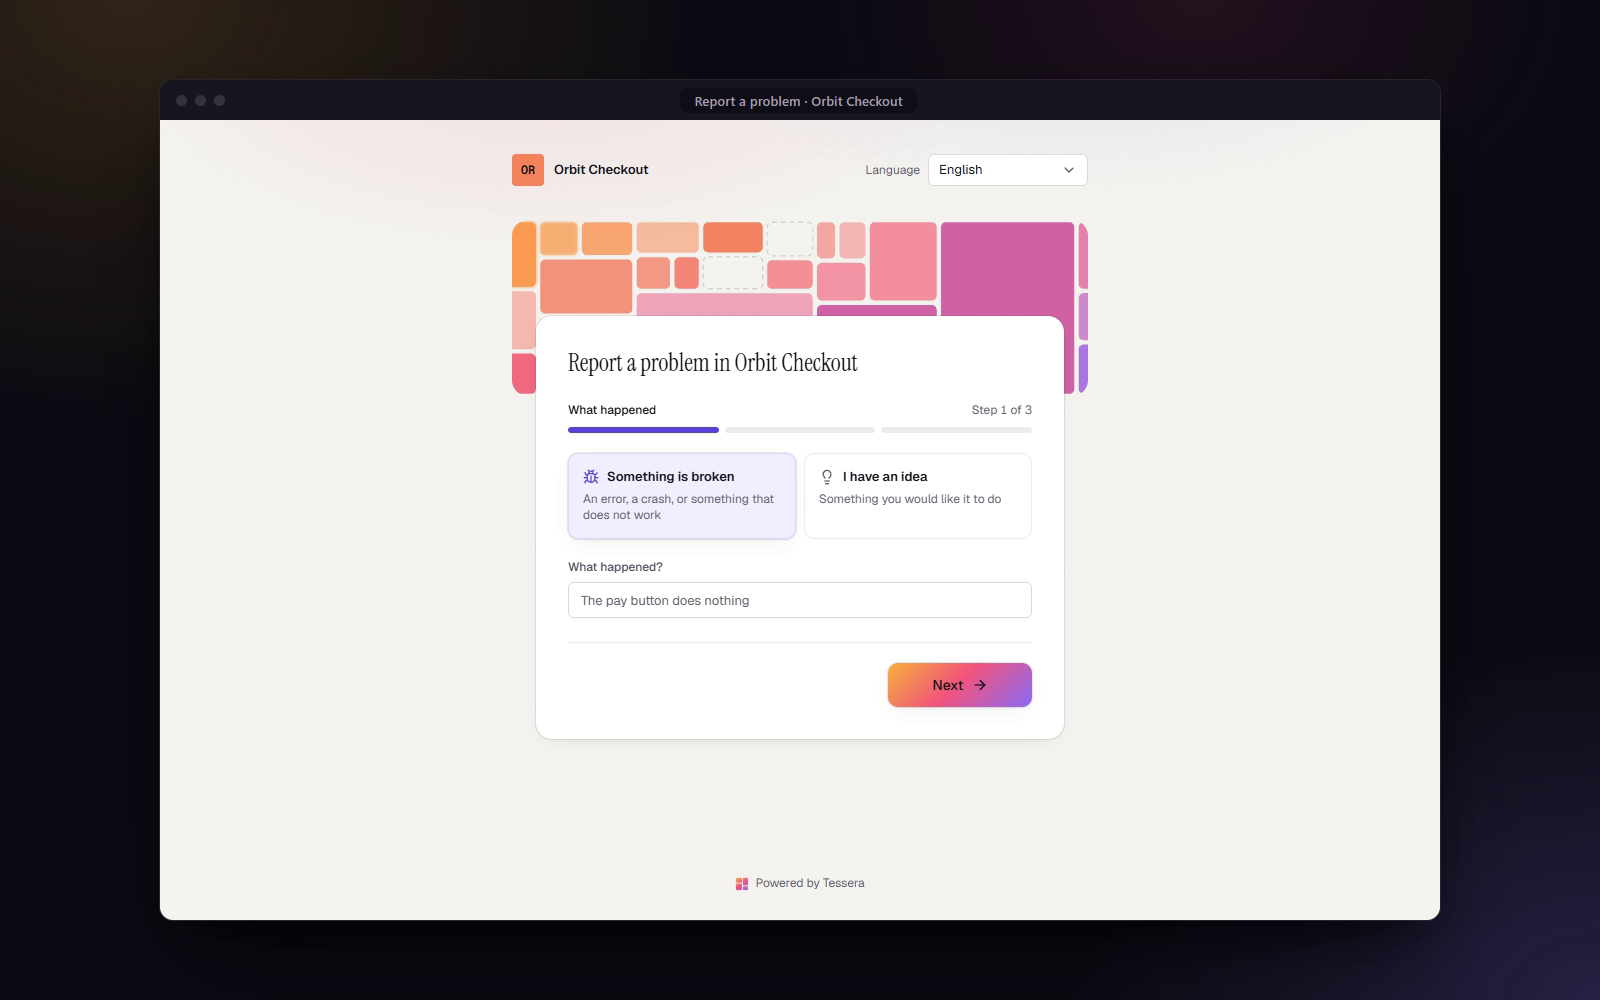 Report a problem · Orbit Checkout
OR
Orbit Checkout
Language
English
Report a problem in Orbit Checkout
What happened
Step 1 of 3
Something is broken
An error, a crash, or something that
does not work
I have an idea
Something you would like it to do
What happened?
The pay button does nothing
Next
Powered by Tessera